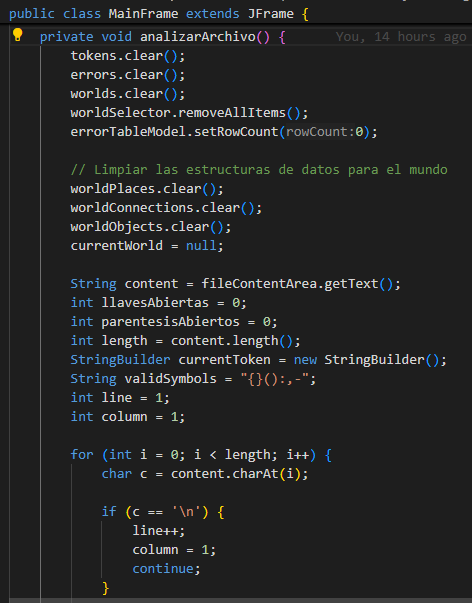 public class MainFrame extends JFrame {
    private void analizarArchivo() {        You, 14 hours ago
        tokens.clear();
        errors.clear();
        worlds.clear();
        worldSelector.removeAllItems();
        errorTableModel.setRowCount(rowCount:0);

        // Limpiar las estructuras de datos para el mundo
        worldPlaces.clear();
        worldConnections.clear();
        worldObjects.clear();
        currentWorld = null;

        String content = fileContentArea.getText();
        int llavesAbiertas = 0;
        int parentesisAbiertos = 0;
        int length = content.length();
        StringBuilder currentToken = new StringBuilder();
        String validSymbols = "{}():,-";
        int line = 1;
        int column = 1;

        for (int i = 0; i < length; i++) {
            char c = content.charAt(i);

            if (c == '\n') {
                line++;
                column = 1;
                continue;
            }